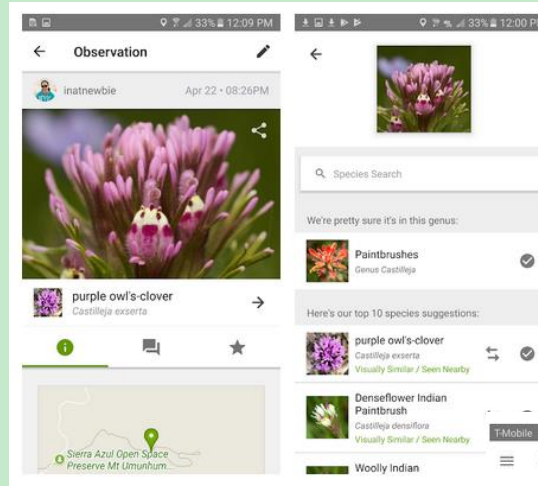 33% 12:09 PM
Observation
inatnewbie
Apr 22 • 08:26PM
purple owl's-clover
Castilleja exserta
Sierra Azul Open Space
Preserve Mt Umunhum...
33% 12:00 P
Species Search
We're pretty sure it's in this genus:
Paintbrushes
Genus Castilleja
Here's our top 10 species suggestions:
purple owl's-clover
Castilleja exserta
Visually Similar / Seen Nearby
Denseflower Indian
Paintbrush
Castilleja densiflora
Visually Similar / Seen Nearby
T-Mobile
Woolly Indian